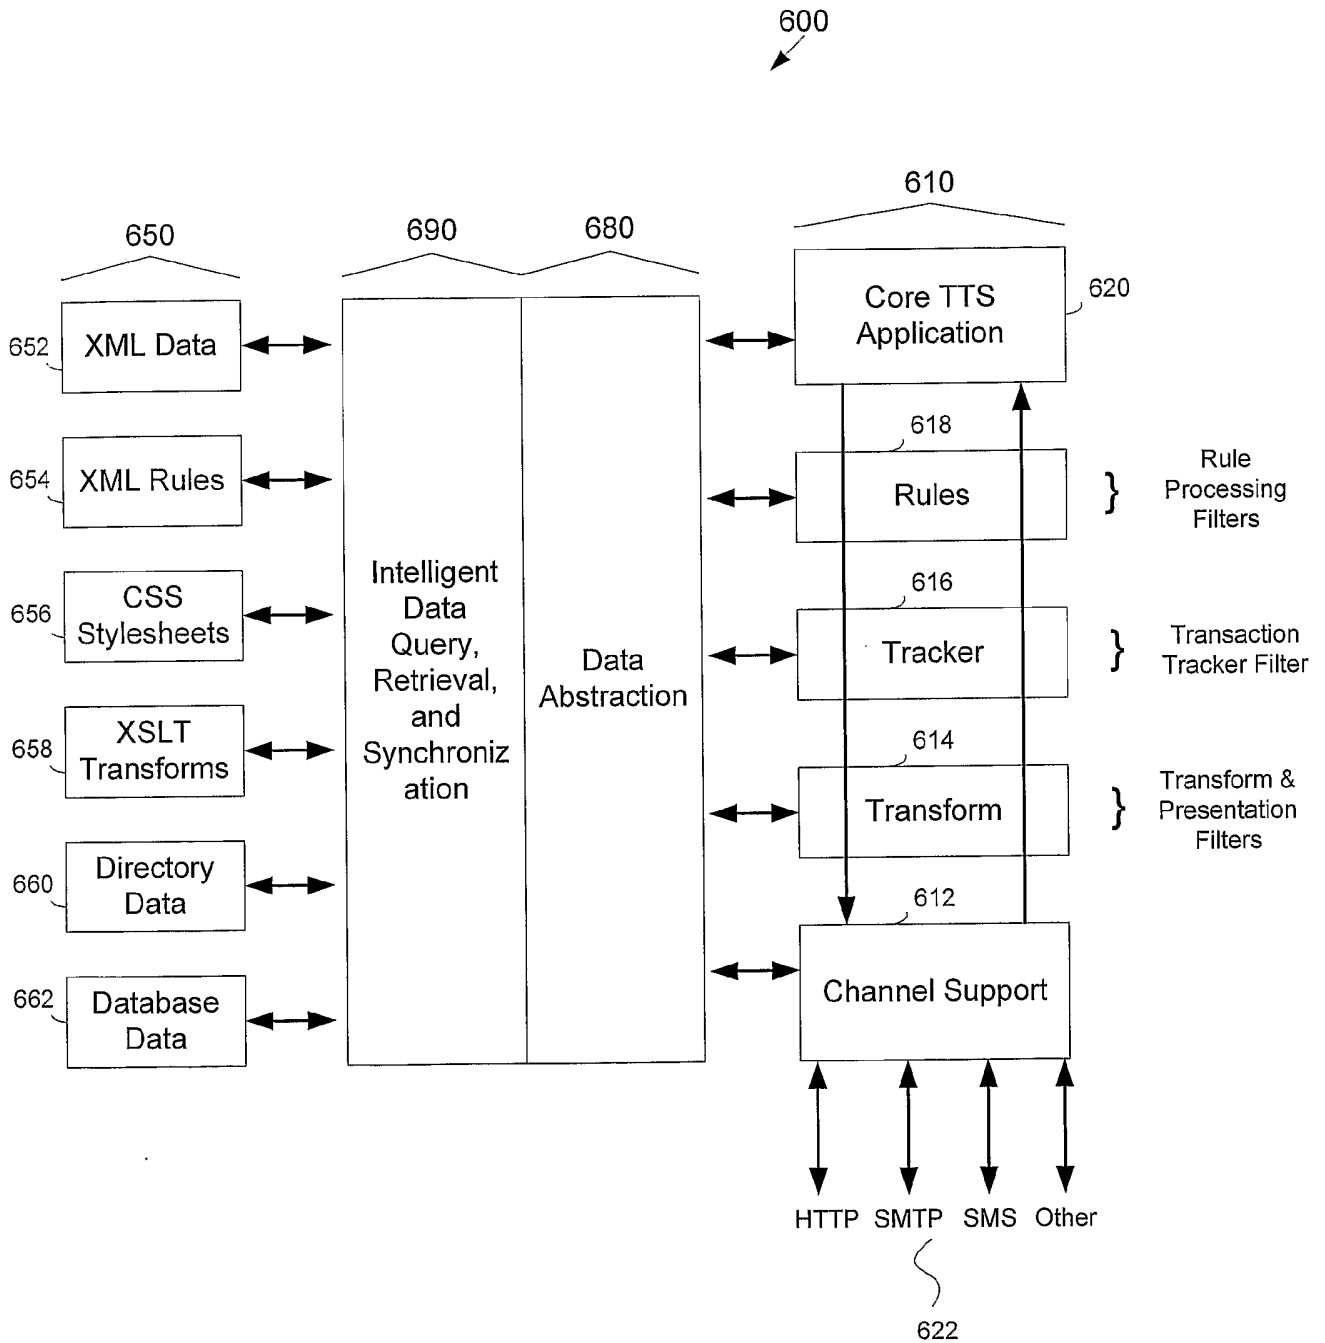 600
610
650
690
680
Core TTS
Application
620
XML Data
652
618
XML Rules
654
Rules
}
Rule
Processing
Filters
CSS
Stylesheets
656
Intelligent
Data
Query,
Retrieval,
and
Synchroniz
ation
Data
Abstraction
616
Tracker
}
Transaction
Tracker Filter
XSLT
Transforms
658
614
Transform
}
Transform &
Presentation
Filters
Directory
Data
660
612
Channel Support
Database
Data
662
HTTP SMTP SMS Other
622